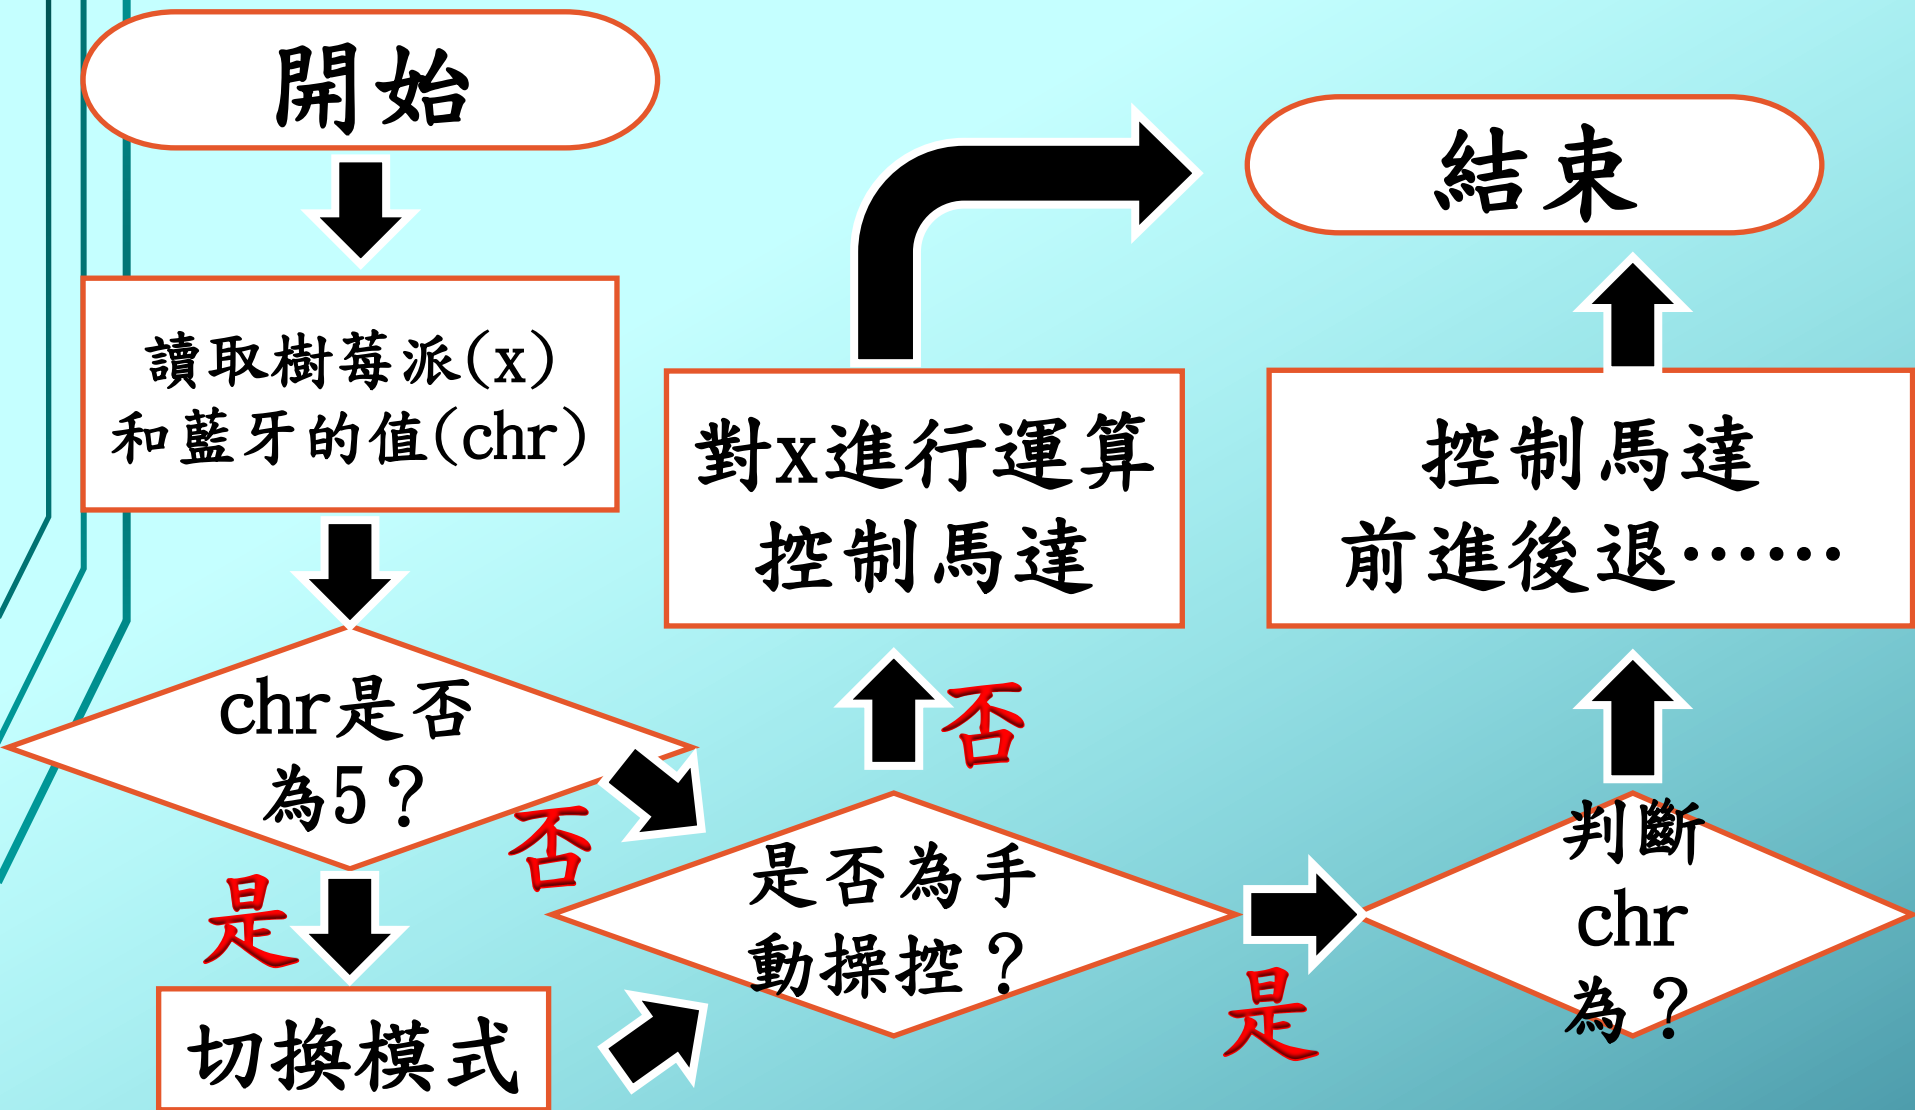 開始
讀取樹莓派(x)
和藍牙的值(chr)
chr是否
為5？
是
否
切換模式
是否為手
動操控？
否
是
對x進行運算
控制馬達
判斷
chr
為？
控制馬達
前進後退……
結束